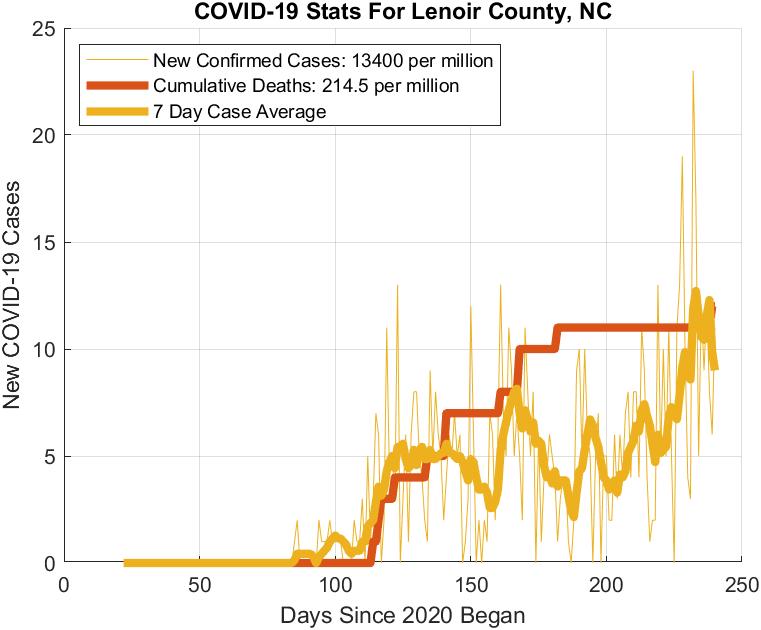 COVID-19 Stats For Lenoir County, NC
25
New Confirmed Cases: 13400 per million
Cumulative Deaths: 214.5 per million
7 Day Case Average
20
15
10
5
0
New COVID-19 Cases
0 50 100 150 200 250
Days Since 2020 Began